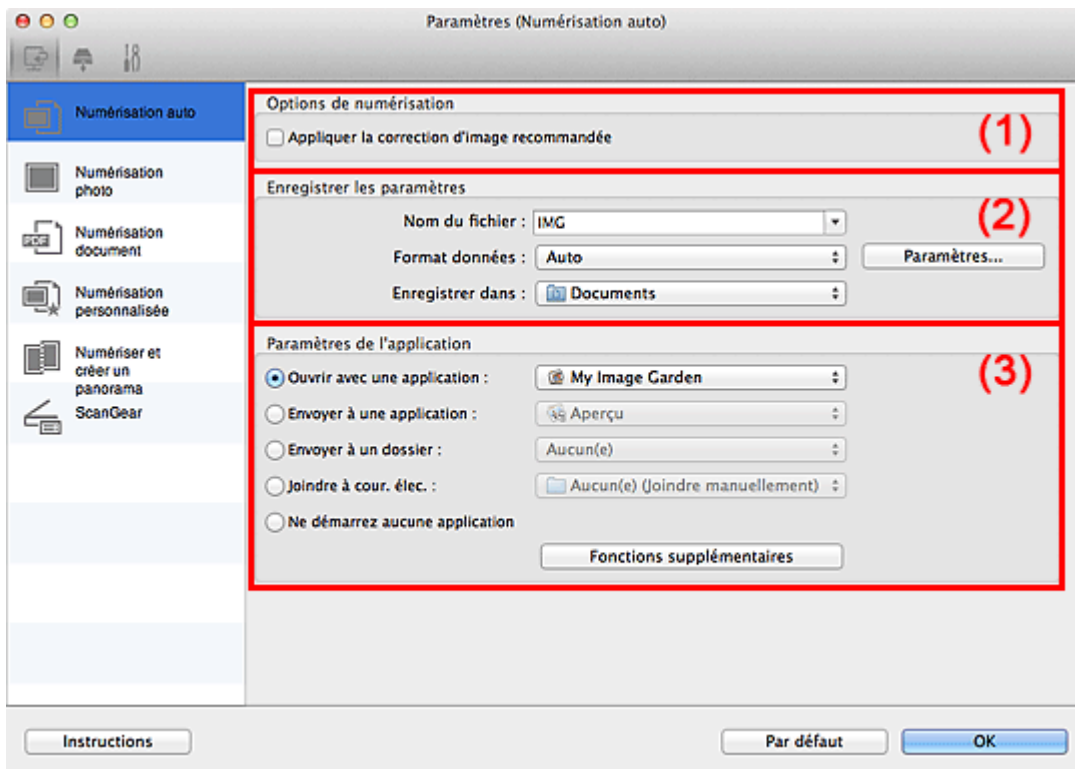 Paramètres (Numérisation auto)
Numérisation auto
Numérisation
photo
PDF
Numérisation
document
Numérisation
personnalisée
Numériser et
créer un
panorama
ScanGear
Options de numérisation
Appliquer la correction d'image recommandée
(1)
Enregistrer les paramètres
(2)
Nom du fichier : IMG
Format données : Auto Paramètres...
Enregistrer dans : Documents
Paramètres de l'application
(3)
Ouvrir avec une application : My Image Garden
Envoyer à une application : Aperçu
Envoyer à un dossier : Aucun(e)
Joindre à cour. élec. : Aucun(e) (Joindre manuellement)
Ne démarrez aucune application
Fonctions supplémentaires
Instructions Par défaut OK